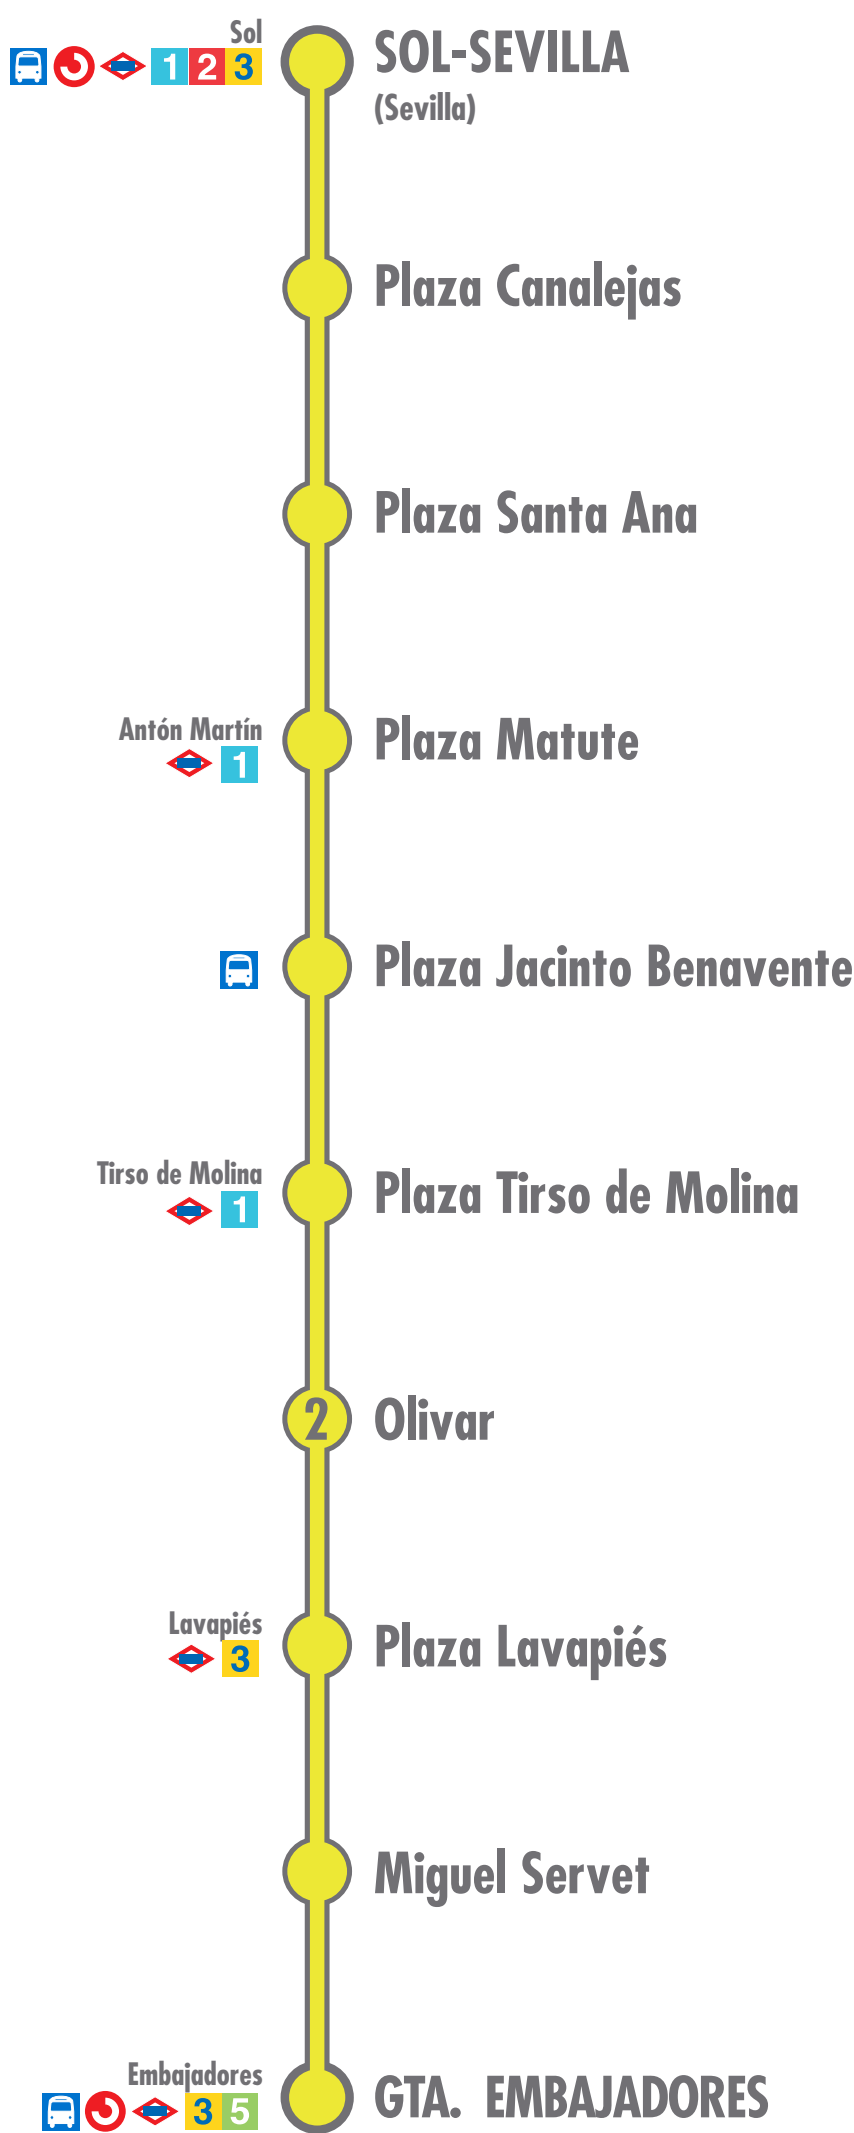 Sol
1 2 3
SOL-SEVILLA
(Sevilla)
Plaza Canalejas
Plaza Santa Ana
Antón Martín
1
Plaza Matute
Plaza Jacinto Benavente
Tirso de Molina
1
Plaza Tirso de Molina
2
Olivar
Lavapiés
3
Plaza Lavapiés
Miguel Servet
Embajadores
3 5
GTA. EMBAJADORES